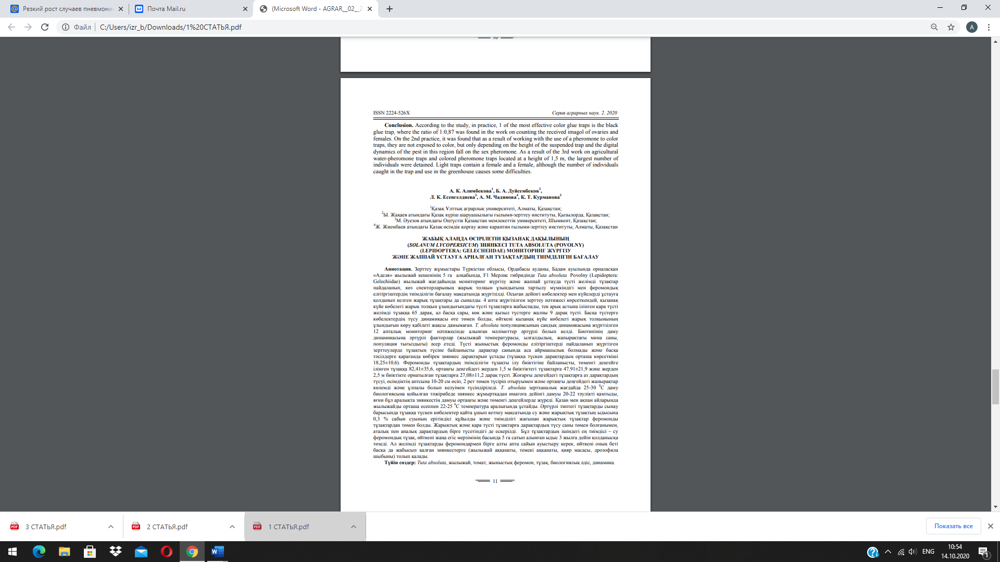 Резкий рост случаев пневмони
Почта Mail.ru
(Microsoft Word - AGRAR__02__2
Файл
C:/Users/izr_b/Downloads/1%20СТАТЬЯ.pdf
A
10
ISSN 2224-526X
Серия аграрных наук. 2. 2020
Conclusion. According to the study, in practice, 1 of the most effective color glue traps is the black
glue trap, where the ratio of 1:0,87 was found in the work on counting the received imagol of ovaries and
females. On the 2nd practice, it was found that as a result of working with the use of a pheromone to color
traps, they are not exposed to color, but only depending on the height of the suspended trap and the digital
dynamics of the pest in this region fall on the sex pheromone. As a result of the 3rd work on agricultural
water-pheromone traps and colored pheromone traps located at a height of 1,5 m, the largest number of
individuals were detained. Light traps contain a female and a female, although the number of individuals
caught in the trap and use in the greenhouse causes some difficulties.
А. К. Алимбекова1, Б. А. Дуйсембеков2,
Л. К. Есенгелдиева3, А. М. Чадинова4, К. Т. Курманова3
1Қазақ Ұлттық аграрлық университеті, Алматы, Қазақстан;
2Ы. Жақаев атындағы Қазақ күріш шаруашылығы ғылыми-зерттеу институты, Қызылорда, Қазақстан;
3М. Әуезов атындағы Оңтүстік Қазақстан мемлекеттік университеті, Шымкент, Қазақстан;
4Ж. Жиембаев атындағы Қазақ өсімдік қорғау және карантин ғылыми-зерттеу институты, Алматы, Қазақстан
ЖАБЫҚ АЛАҢДА ӨСІРІЛЕТІН ҚЫЗАНАҚ ДАҚЫЛЫНЫҢ
(SOLANUM LYCOPERSICUM) ЗИЯНКЕСІ TUTA ABSOLUTA (POVOLNY)
(LEPIDOPTERA: GELECHEIIDAE) МОНИТОРИНГ ЖҮРГІЗУ
ЖӘНЕ ЖАППАЙ ҰСТАУҒА АРНАЛҒАН ТҰЗАҚТАРДЫҢ ТИІМДІЛІГІН БАҒАЛАУ
Аннотация. Зерттеу жұмыстары Түркістан облысы, Ордабасы ауданы, Бадам ауылында орналасқан
«Аделя» жылыжай кешенінің 5 га алқабында, F1 Мерлис гибридінде Tuta absoluta Povolny (Lepidoptera:
Gelechiidae) жылыжай жағдайында мониторинг жүргізу және жаппай ұстауда түсті желімді тұзақтар
пайдаланып, көз спекторларының жарық толқын ұзындығына тартылу мүмкіндігі мен феромондық
елітіргіштердің тиімділігін бағалау мақсатында жүргізілді. Осыған дейінгі көбелектер мен күйелерді ұстауға
қолданып келген жарық тұзақтары да сыналды. 4 апта жүргізілген зерттеу нәтижесі көрсеткендей, қызанақ
күйе көбелегі жарық толқын ұзындығындағы түсті тұзақтарға жабыспады, тек арық астына ілінген қара түсті
желімді тұзаққа 65 дарақ, ал басқа сары, көк және қызыл түстерге жалпы 9 дарақ түсті. Басқа түстерге
көбелектердің түсу динамикасы өте төмен болды, өйткені қызанақ күйе көбелегі жарық толқынының
ұзындығын көру қабілеті жақсы дамымаған. T. absoluta популяциясының сандық динамикасына жүргізілген
12 апталық мониторинг нәтижесінде алынған мәліметтер әртүрлі болып келді. Биотипінің даму
динамикасына әртүрлі факторлар (жылыжай температурасы, ылғалдылық, жапырақтағы мина саны,
популяция тығыздығы) әсер етеді. Түсті жыныстық феромонды елітіргіштерді пайдаланып жүргізген
зерттеулерде тұзақтың түсіне байланысты дарақтар санында аса айрмашылық болмады және басқа
тәсілдерге қарағанда көбірек зиянкес дарақтарын ұстады (тұзаққа түскен дарақтардың орташа көрсеткіші
18,25±10,6). Феромонды тұзақтардың тиімділігін тұзақты ілу биіктігіне байланысты, төменгі деңгейге
ілінген тұзаққа 82,41±35,6, ортаңғы деңгейдегі жерден 1,5 м биіктіктегі тұзақтарға 47,91±21,9 және жерден
2,5 м биіктікте орнатылған тұзақтарға 27,08±11,2 дарақ түсті. Жоғарғы деңгейдегі тұзақтарға аз дарақтардың
түсуі, өсімдіктің аптсына 10-20 см өсіп, 2 рет төмен түсіріп отыруымен және ортаңғы деңгейдегі жапырақтар
көлемді және ұлпалы болып келуімен түсіндіріледі. T. absoluta зертханалық жағдайда 25-30 0С даму
биологиясына қойылған тәжірибеде зиянкес жұмыртқадан имагоға дейінгі дамуы 20-22 тәулікті қамтыды,
яғни бұл аралықта зиянкестің дамуы ортаңғы және төменгі деңгейлерде жүреді. Қазан мен ақпан айларында
жылыжайды орташа есеппен 22-25 0С температура аралығында ұстайды. Әртүрлі типтегі тұзақтарды сынау
барысында тұзаққа түскен көбелектер қайта ұшып кетпеу мақсатында су және жарықтық тұзақтың ыдысына
0,3 % сабын суының ерітіндісі құйылды және тиімділігі жағынан жарықтық тұзақтар феромонды
тұзақтардан төмен болды. Жарықтық және қара түсті тұзақтарға дарақтардың түсу саны төмен болғанымен,
аталық пен аналық дарақтардың бірге түсетіндігі де ескерілді. Бұл тұзақтардың ішіндегі ең тиімдісі – су
феромондық тұзақ, өйткені жаңа егіс мерзімінің басында 5 га сатып алынған ыдыс 3 жылға дейін қолданысқа
төзеді. Ал желімді тұзақтарды феромондармен бірге алты апта сайын ауыстыру керек, өйткені оның беті
басқа да жабысып қалған зиянкестерге (жылыжай аққанаты, темекі аққанаты, қияр масасы, дрозофила
шыбыны) толып қалады.
Түйін сөздер: Tuta absoluta, жылыжай, томат, жыныстық феромон, тұзақ, биологиялық әдіс, динамика.
11
3 СТАТЬЯ.pdf
2 СТАТЬЯ.pdf
1 СТАТЬЯ.pdf
Показать все
ENG
10:54
14.10.2020
1